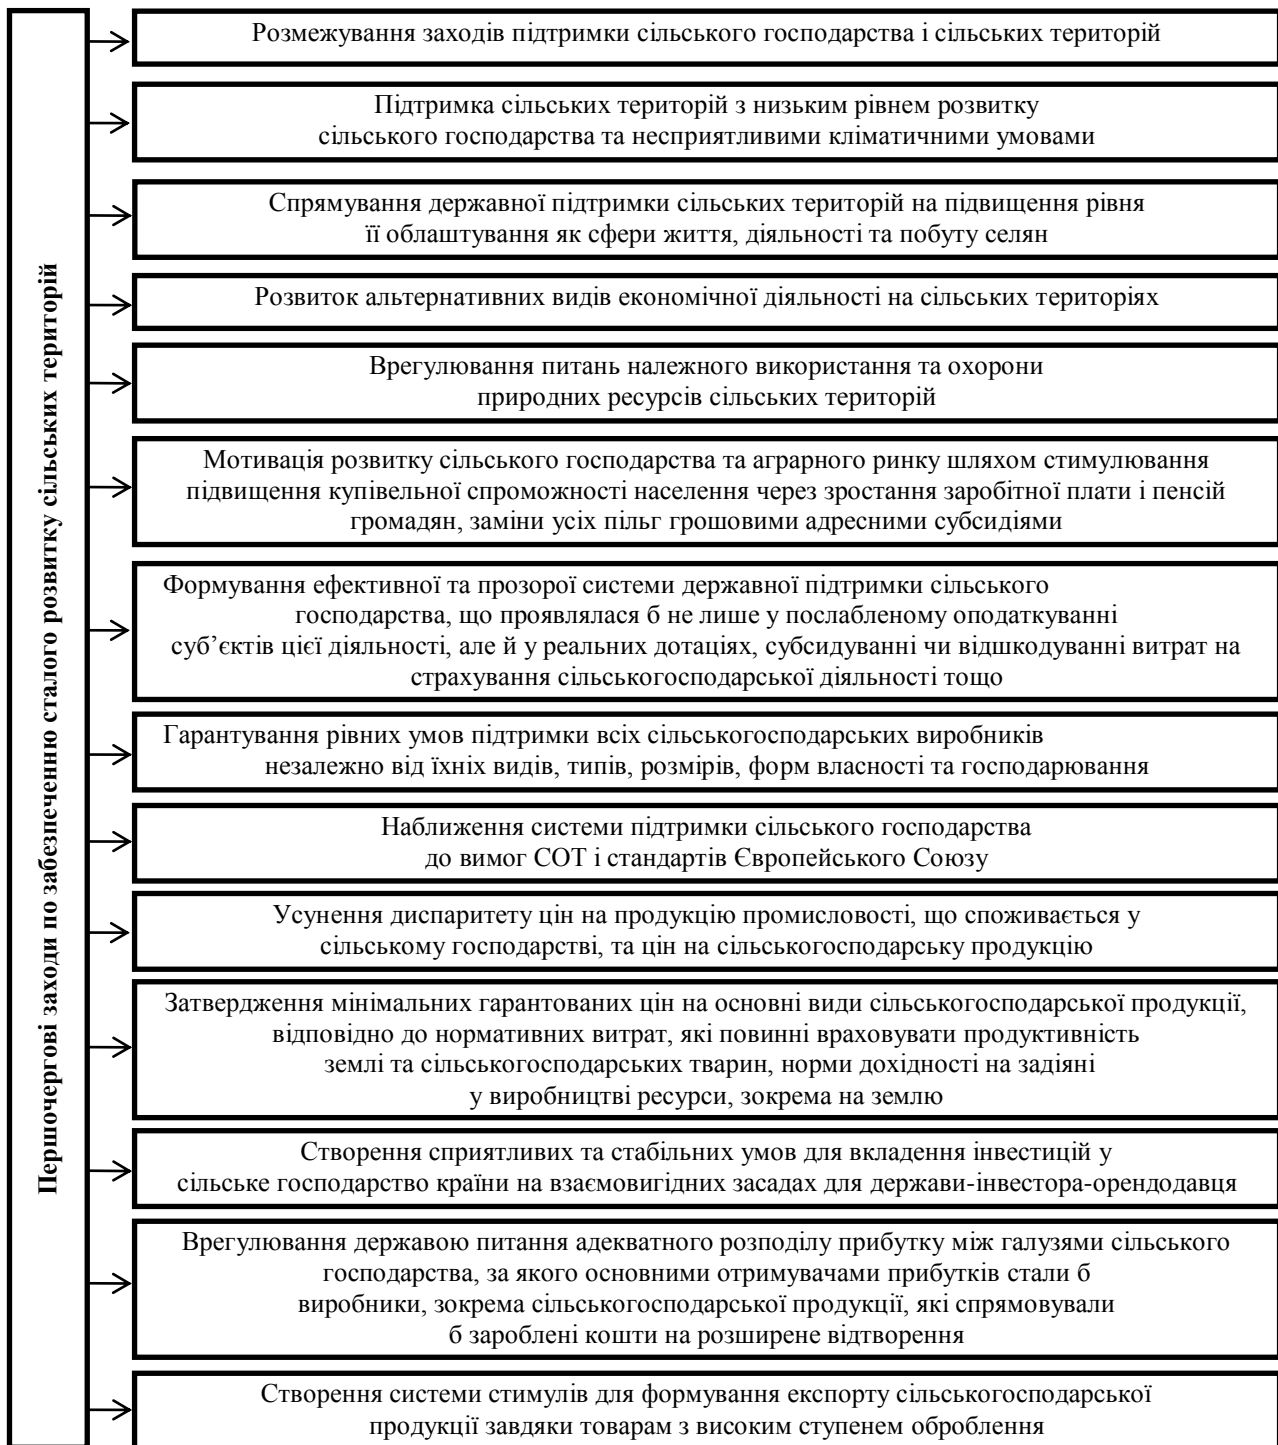 Першочергові заходи по забезпеченню сталого розвитку сільських територій
Розмежування заходів підтримки сільського господарства і сільських територій
Підтримка сільських територій з низьким рівнем розвитку
сільського господарства та несприятливими кліматичними умовами
Спрямування державної підтримки сільських територій на підвищення рівня
її облаштування як сфери життя, діяльності та побуту селян
Розвиток альтернативних видів економічної діяльності на сільських територіях
Врегулювання питань належного використання та охорони
природних ресурсів сільських територій
Мотивація розвитку сільського господарства та аграрного ринку шляхом стимулювання
підвищення купівельної спроможності населення через зростання заробітної плати і пенсій
громадян, заміни усіх пільг грошовими адресними субсидіями
Формування ефективної та прозорої системи державної підтримки сільського
господарства, що проявлялася б не лише у послабленому оподаткуванні
суб’єктів цієї діяльності, але й у реальних дотаціях, субсидуванні чи відшкодуванні витрат на
страхування сільськогосподарської діяльності тощо
Гарантування рівних умов підтримки всіх сільськогосподарських виробників
незалежно від їхніх видів, типів, розмірів, форм власності та господарювання
Наближення системи підтримки сільського господарства
до вимог СОТ і стандартів Європейського Союзу
Усунення диспаритету цін на продукцію промисловості, що споживається у
сільському господарстві, та цін на сільськогосподарську продукцію
Затвердження мінімальних гарантованих цін на основні види сільськогосподарської продукції,
відповідно до нормативних витрат, які повинні враховувати продуктивність
землі та сільськогосподарських тварин, норми дохідності на задіяні
у виробництві ресурси, зокрема на землю
Створення сприятливих та стабільних умов для вкладення інвестицій у
сільське господарство країни на взаємовигідних засадах для держави-інвестора-орендодавця
Врегулювання державою питання адекватного розподілу прибутку між галузями сільського
господарства, за якого основними отримувачами прибутків стали б
виробники, зокрема сільськогосподарської продукції, які спрямовували
б зароблені кошти на розширене відтворення
Створення системи стимулів для формування експорту сільськогосподарської
продукції завдяки товарам з високим ступенем оброблення